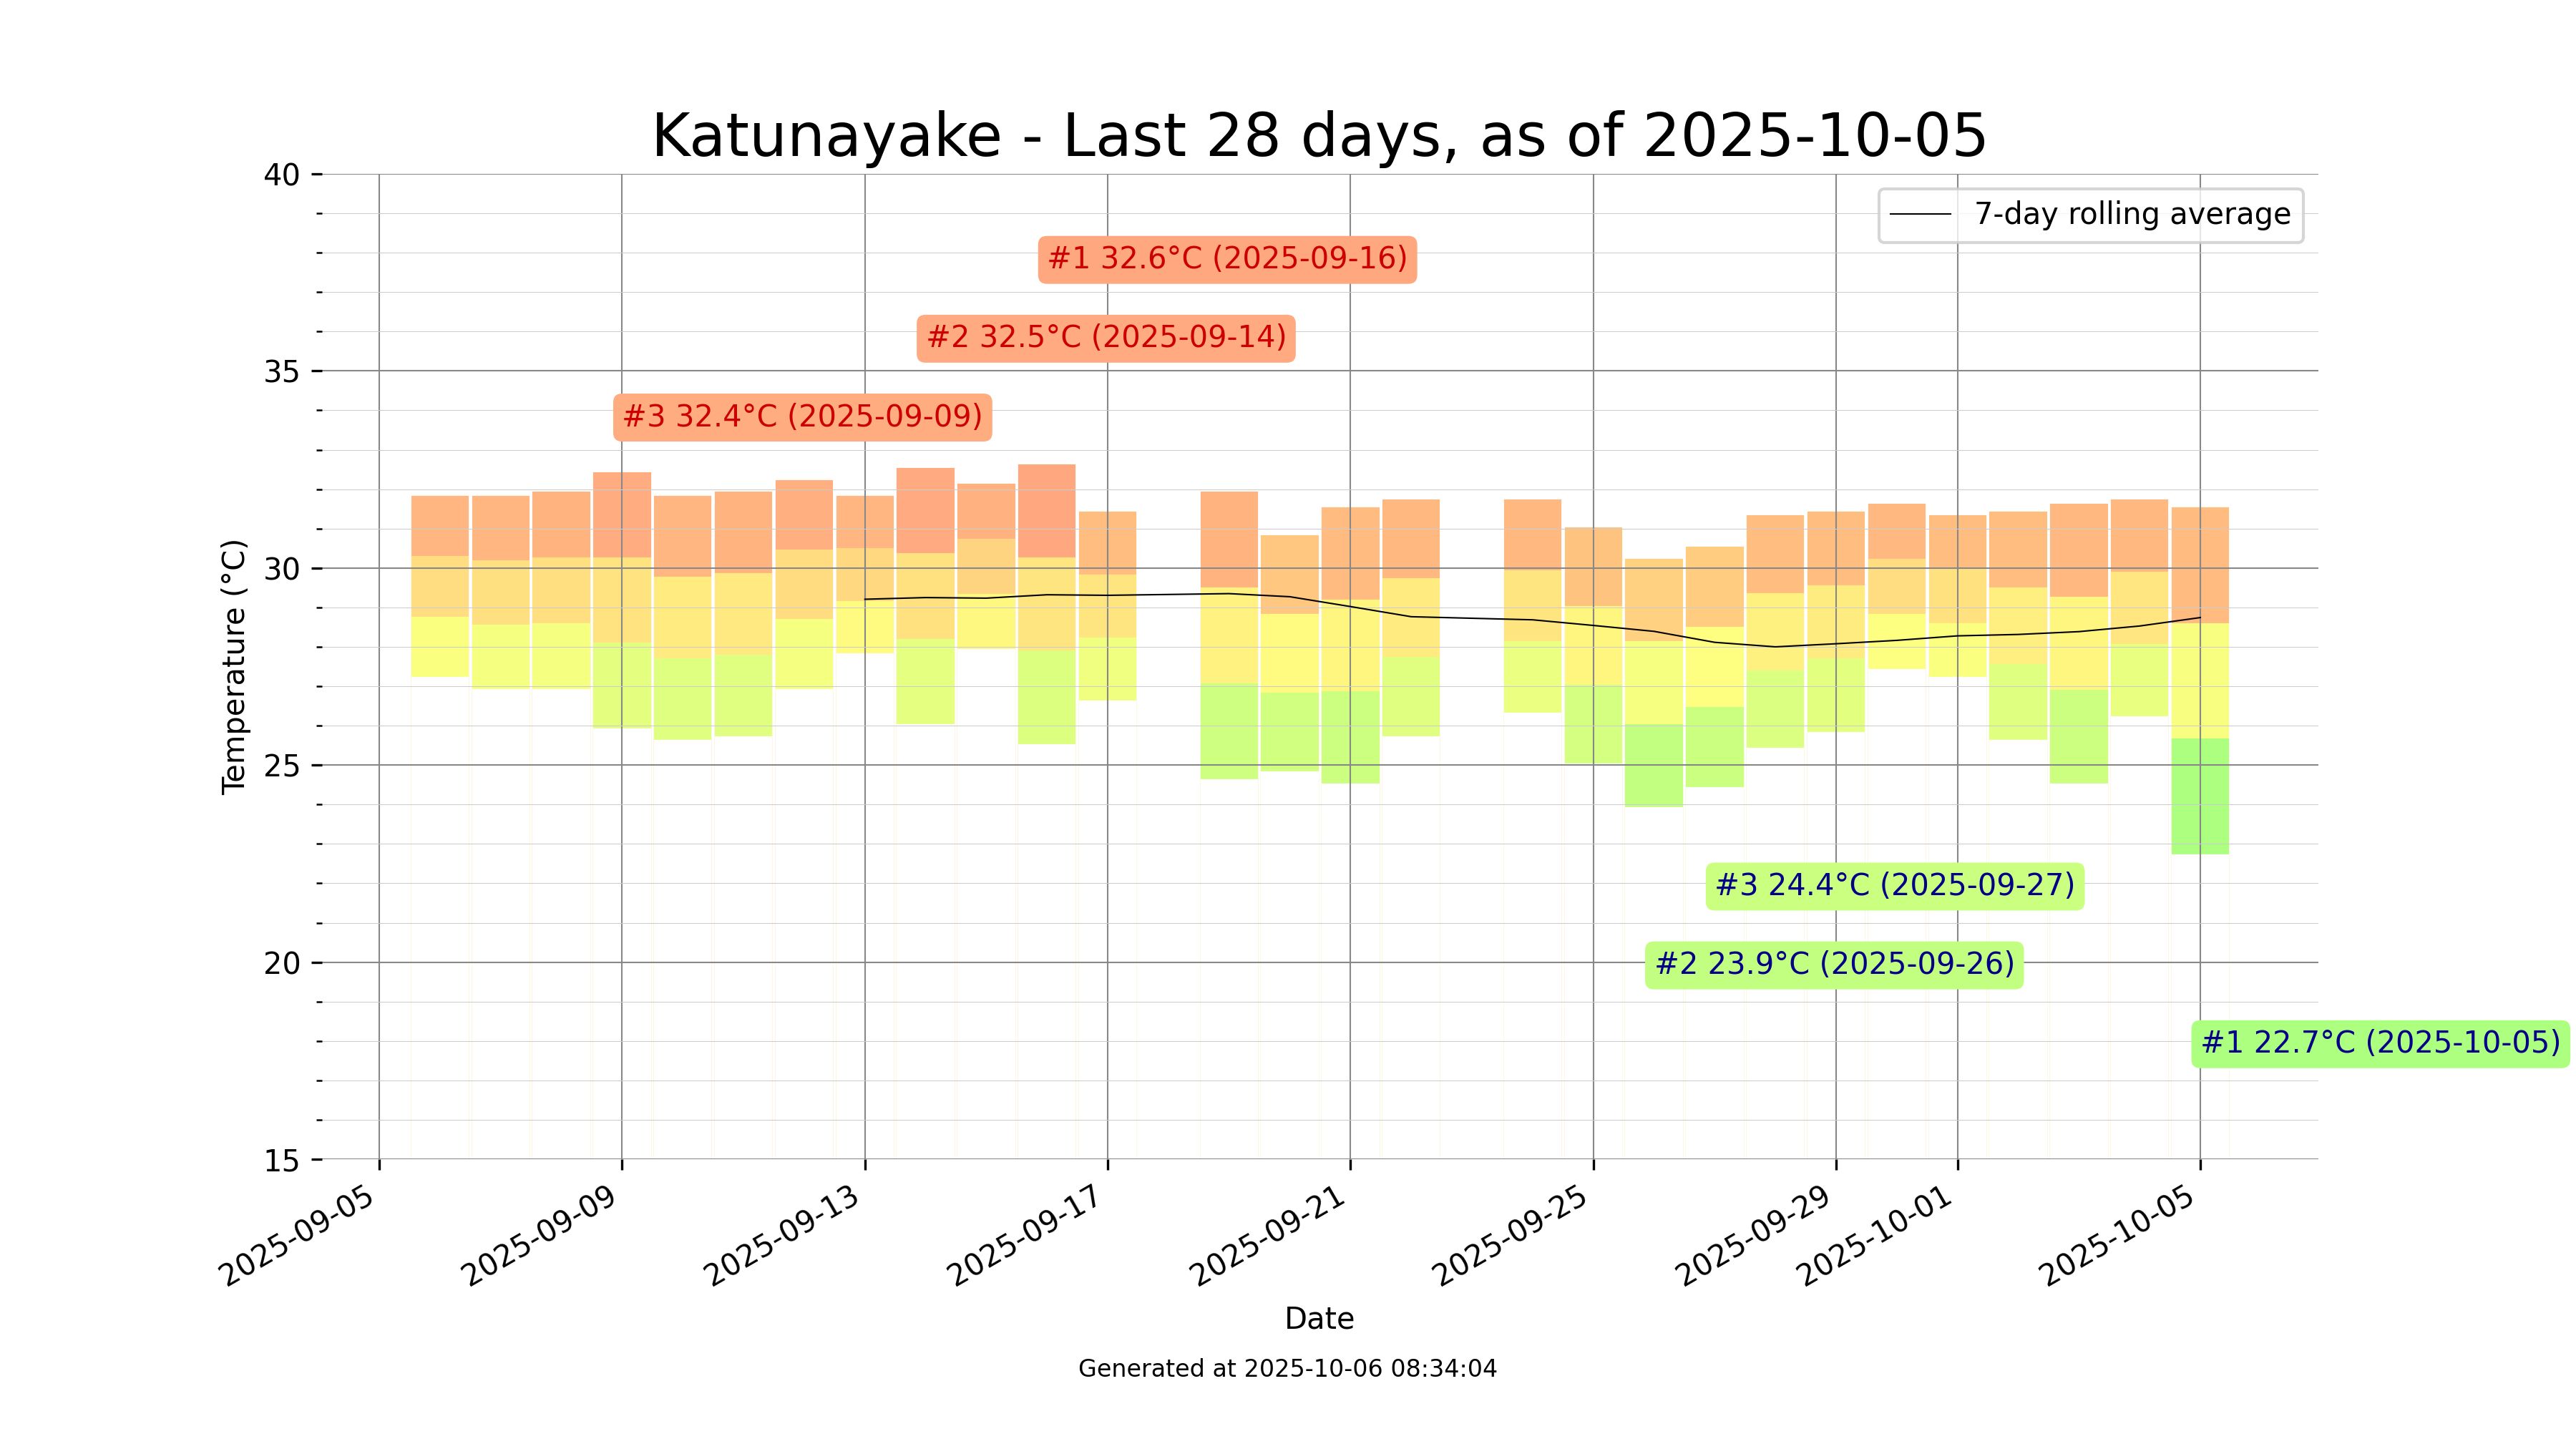 Katunayake - Last 28 days, as of 2025-10-05
7-day rolling average
#1 32.6°C (2025-09-16)
#2 32.5°C (2025-09-14)
#3 32.4°C (2025-09-09)
#3 24.4°C (2025-09-27)
#2 23.9°C (2025-09-26)
#1 22.7°C (2025-10-05)
Temperature (°C)
40
35
30
25
20
15
2025-09-05
2025-09-09
2025-09-13
2025-09-17
2025-09-21
2025-09-25
2025-09-29
2025-10-01
2025-10-05
Date
Generated at 2025-10-06 08:34:04